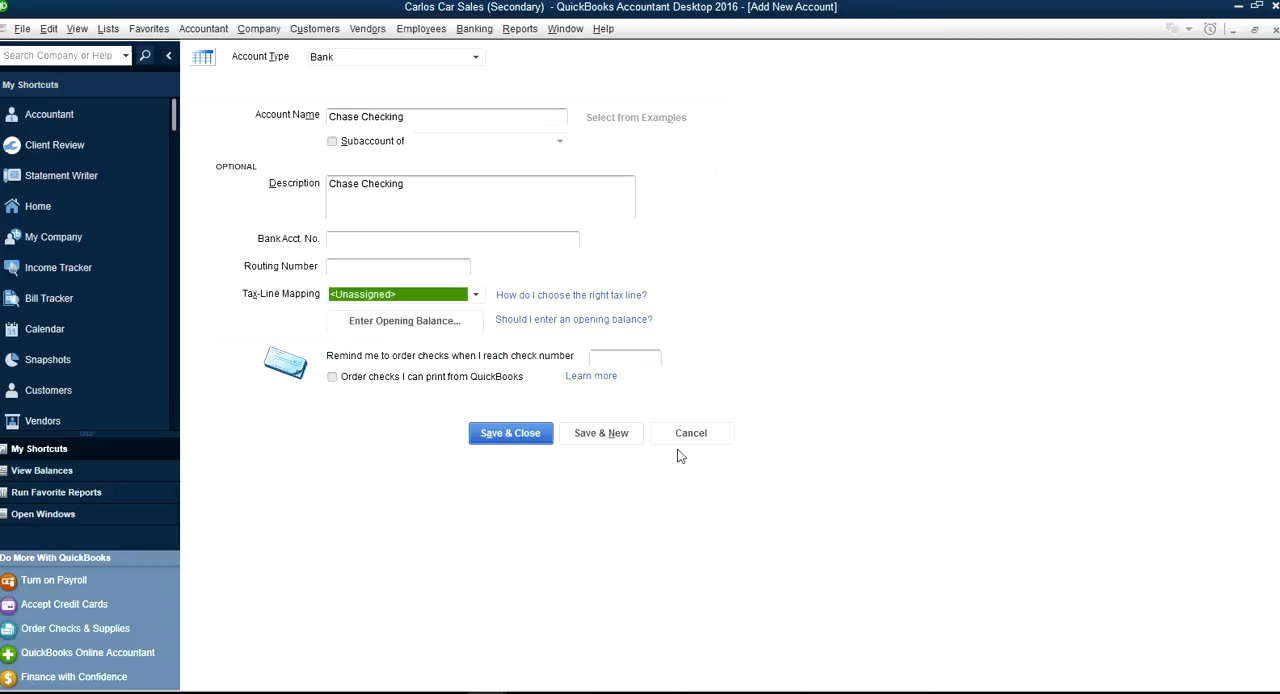 Carlos Car Sales (Secondary) - QuickBooks Accountant Desktop 2016 - [Add New Account]
File Edit View Lists Favorites Accountant Company Customers Vendors Employees Banking Reports Window Help
Search Company or Help
My Shortcuts
Accountant
Client Review
Statement Writer
Home
My Company
Income Tracker
Bill Tracker
Calendar
Snapshots
Customers
Vendors
My Shortcuts
View Balances
Run Favorite Reports
Open Windows
Do More With QuickBooks
Turn on Payroll
Accept Credit Cards
Order Checks & Supplies
QuickBooks Online Accountant
Finance with Confidence
Account Type Bank
Account Name Chase Checking Select from Examples
Subaccount of
OPTIONAL
Description Chase Checking
Bank Acct. No.
Routing Number
Tax-Line Mapping <Unassigned> How do I choose the right tax line?
Enter Opening Balance... Should I enter an opening balance?
Remind me to order checks when I reach check number
Order checks I can print from QuickBooks Learn more
Save & Close Save & New Cancel